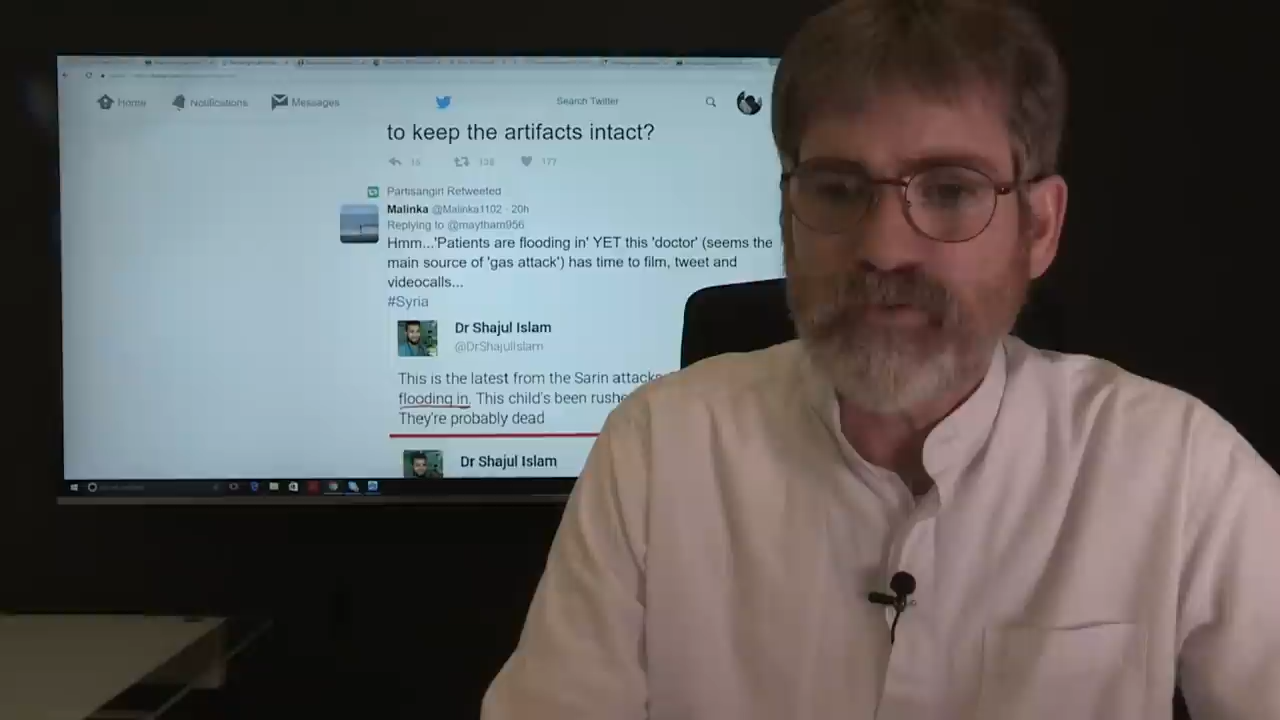 Home Notifications Messages Search Twitter
to keep the artifacts intact?
177
Partisangirl Retweeted
Malinka @Malinka1102 · 20h
Replying to @maytham956
Hmm...'Patients are flooding in' YET this 'doctor' (seems the
main source of 'gas attack') has time to film, tweet and
videocalls...
#Syria
Dr Shajul Islam
@DrShajulIslam
This is the latest from the Sarin attack
flooding in. This child's been rushe
They're probably dead
Dr Shajul Islam